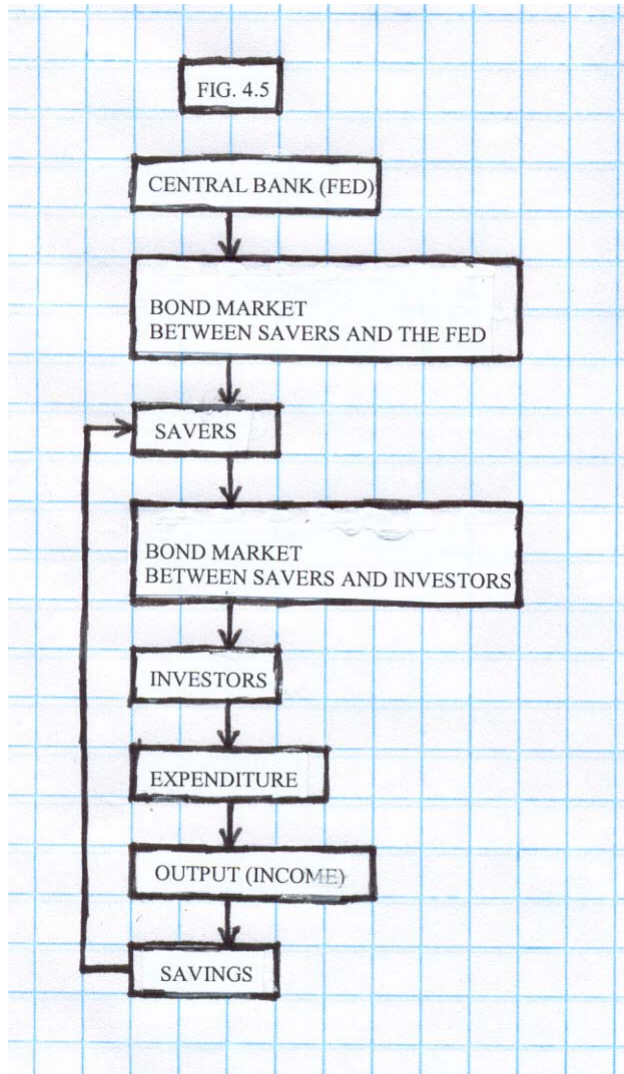 FIG. 4.5
CENTRAL BANK (FED)
BOND MARKET
BETWEEN SAVERS AND THE FED
SAVERS
BOND MARKET
BETWEEN SAVERS AND INVESTORS
INVESTORS
EXPENDITURE
OUTPUT (INCOME)
SAVINGS